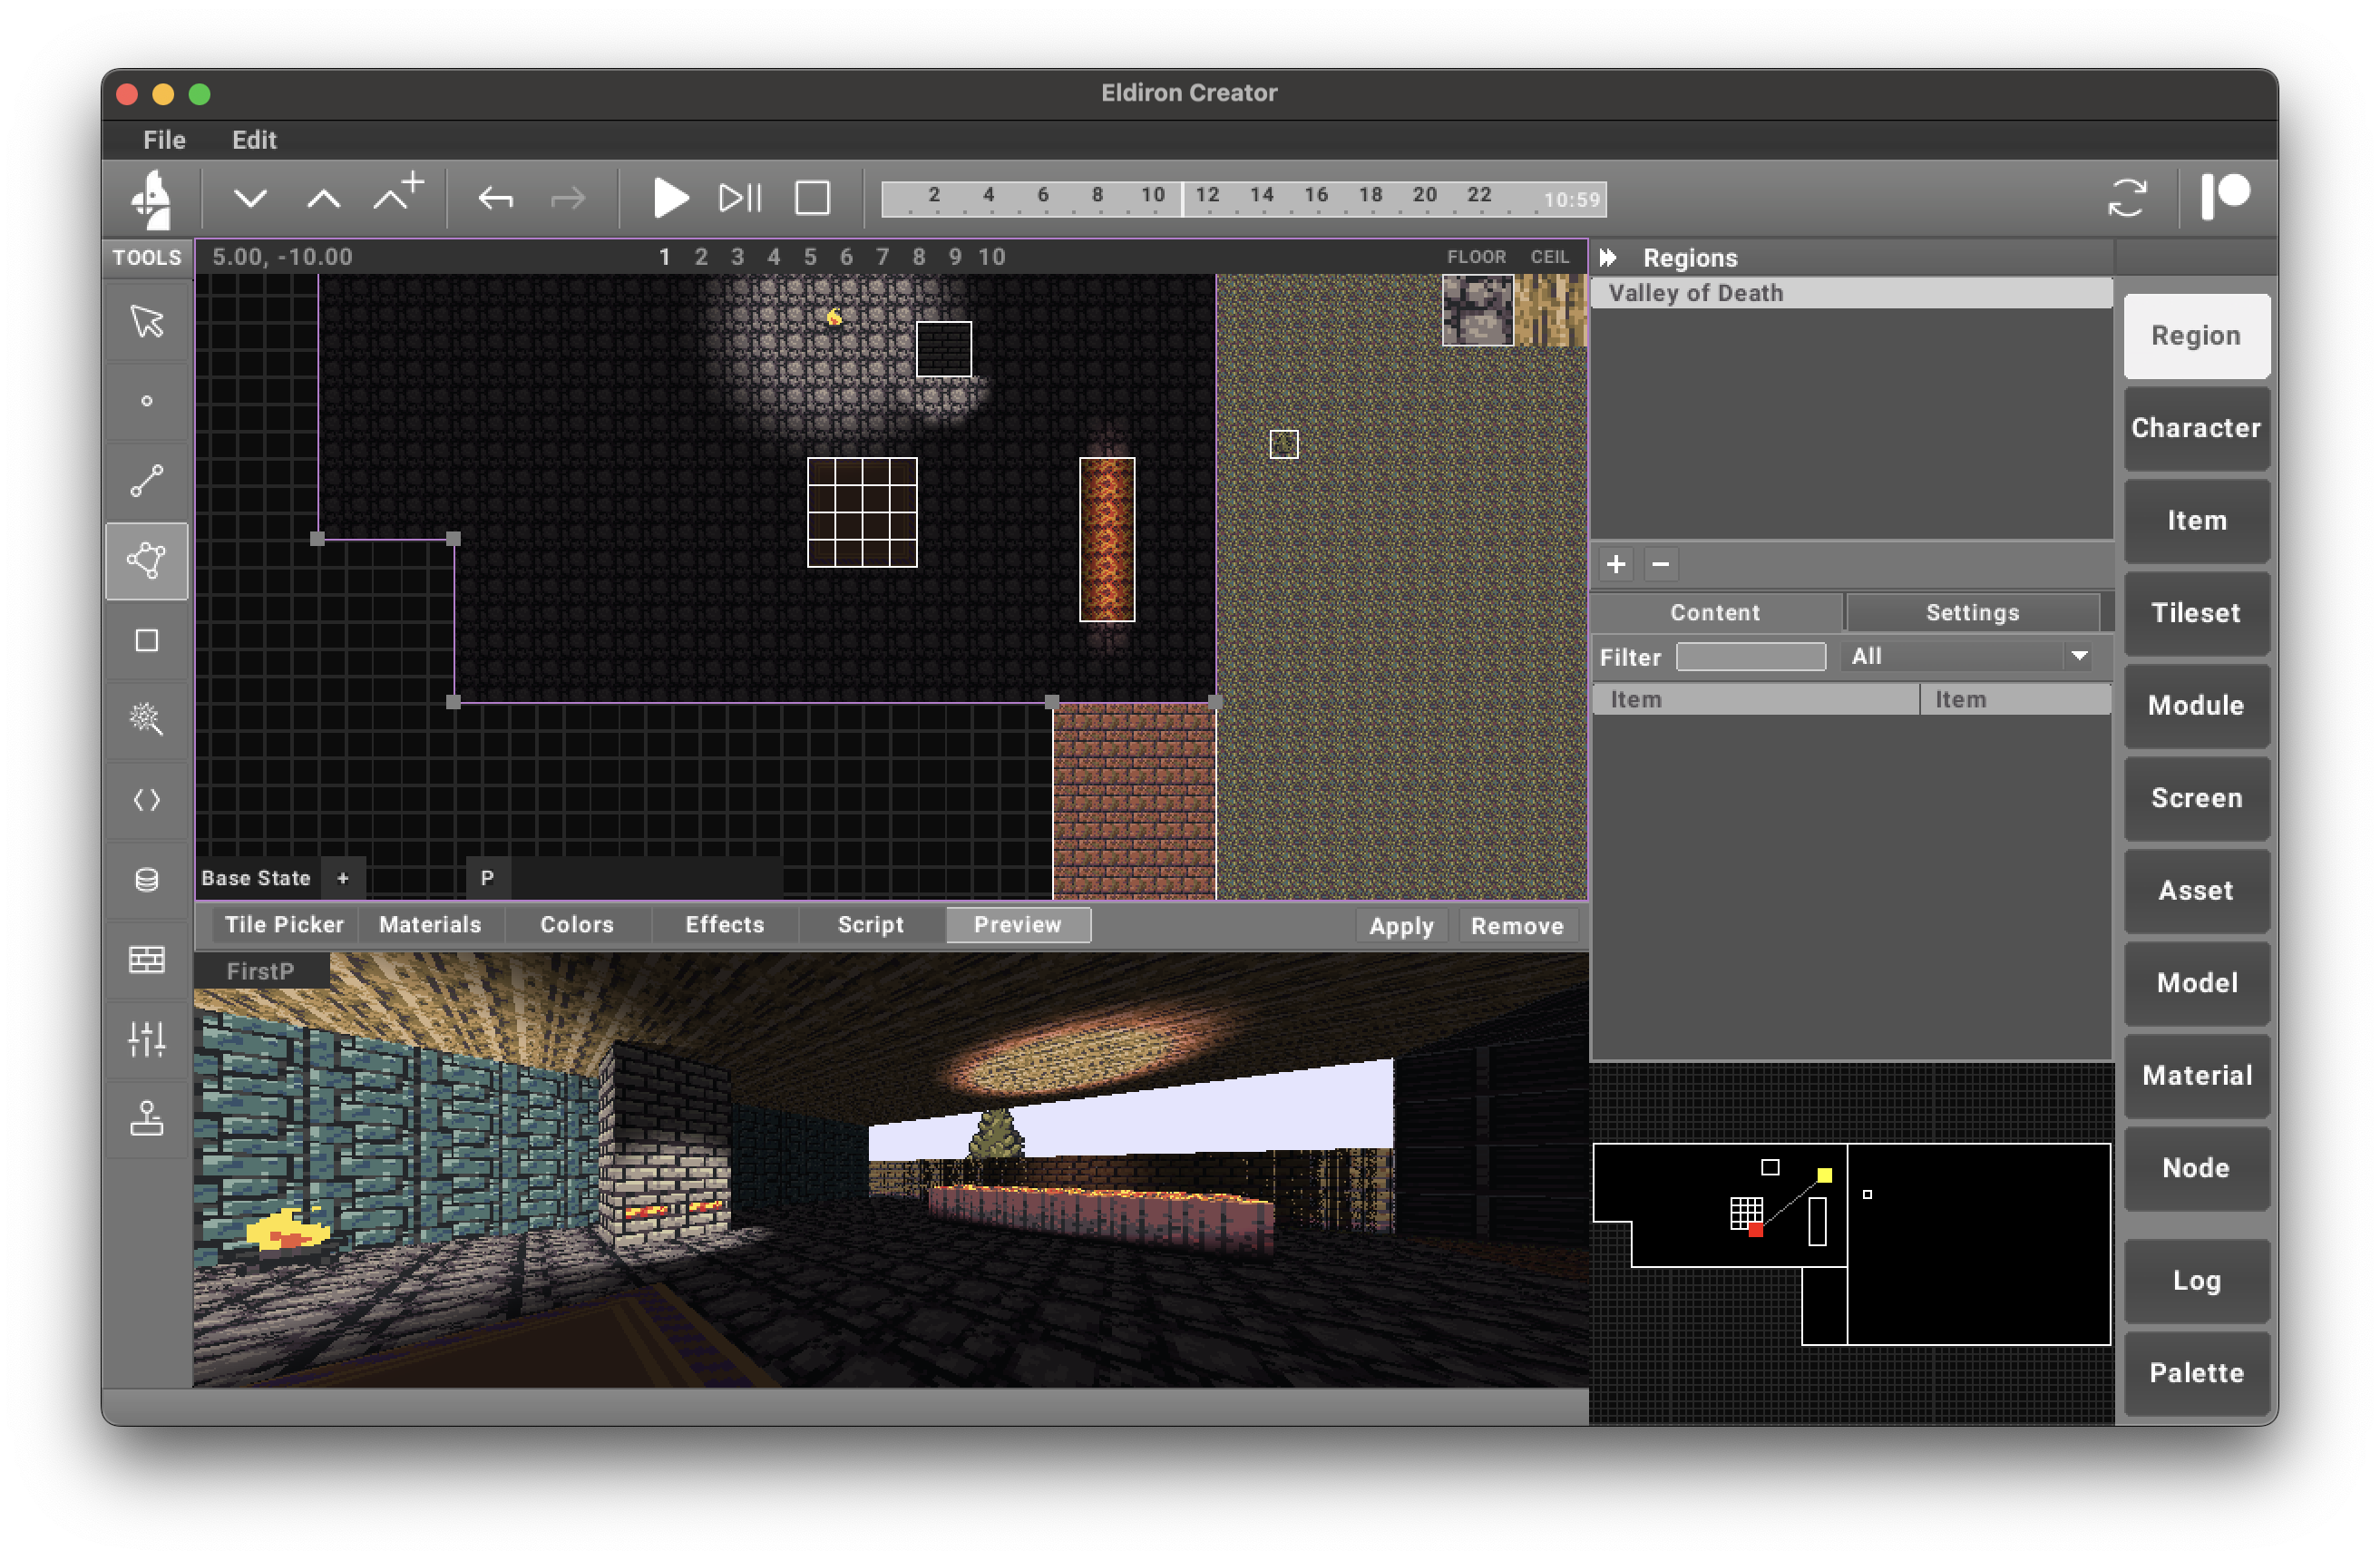 Eldiron Creator
File Edit
2 4 6 8 10 12 14 16 18 20 22 10:59
TOOLS
5.00, -10.00 1 2 3 4 5 6 7 8 9 10 FLOOR CEIL
Regions
Valley of Death
Region
Character
Item
Tileset
Module
Screen
Asset
Model
Material
Node
Log
Palette
+ −
Content Settings
Filter All
Item Item
Base State + P
Tile Picker Materials Colors Effects Script Preview Apply Remove
FirstP